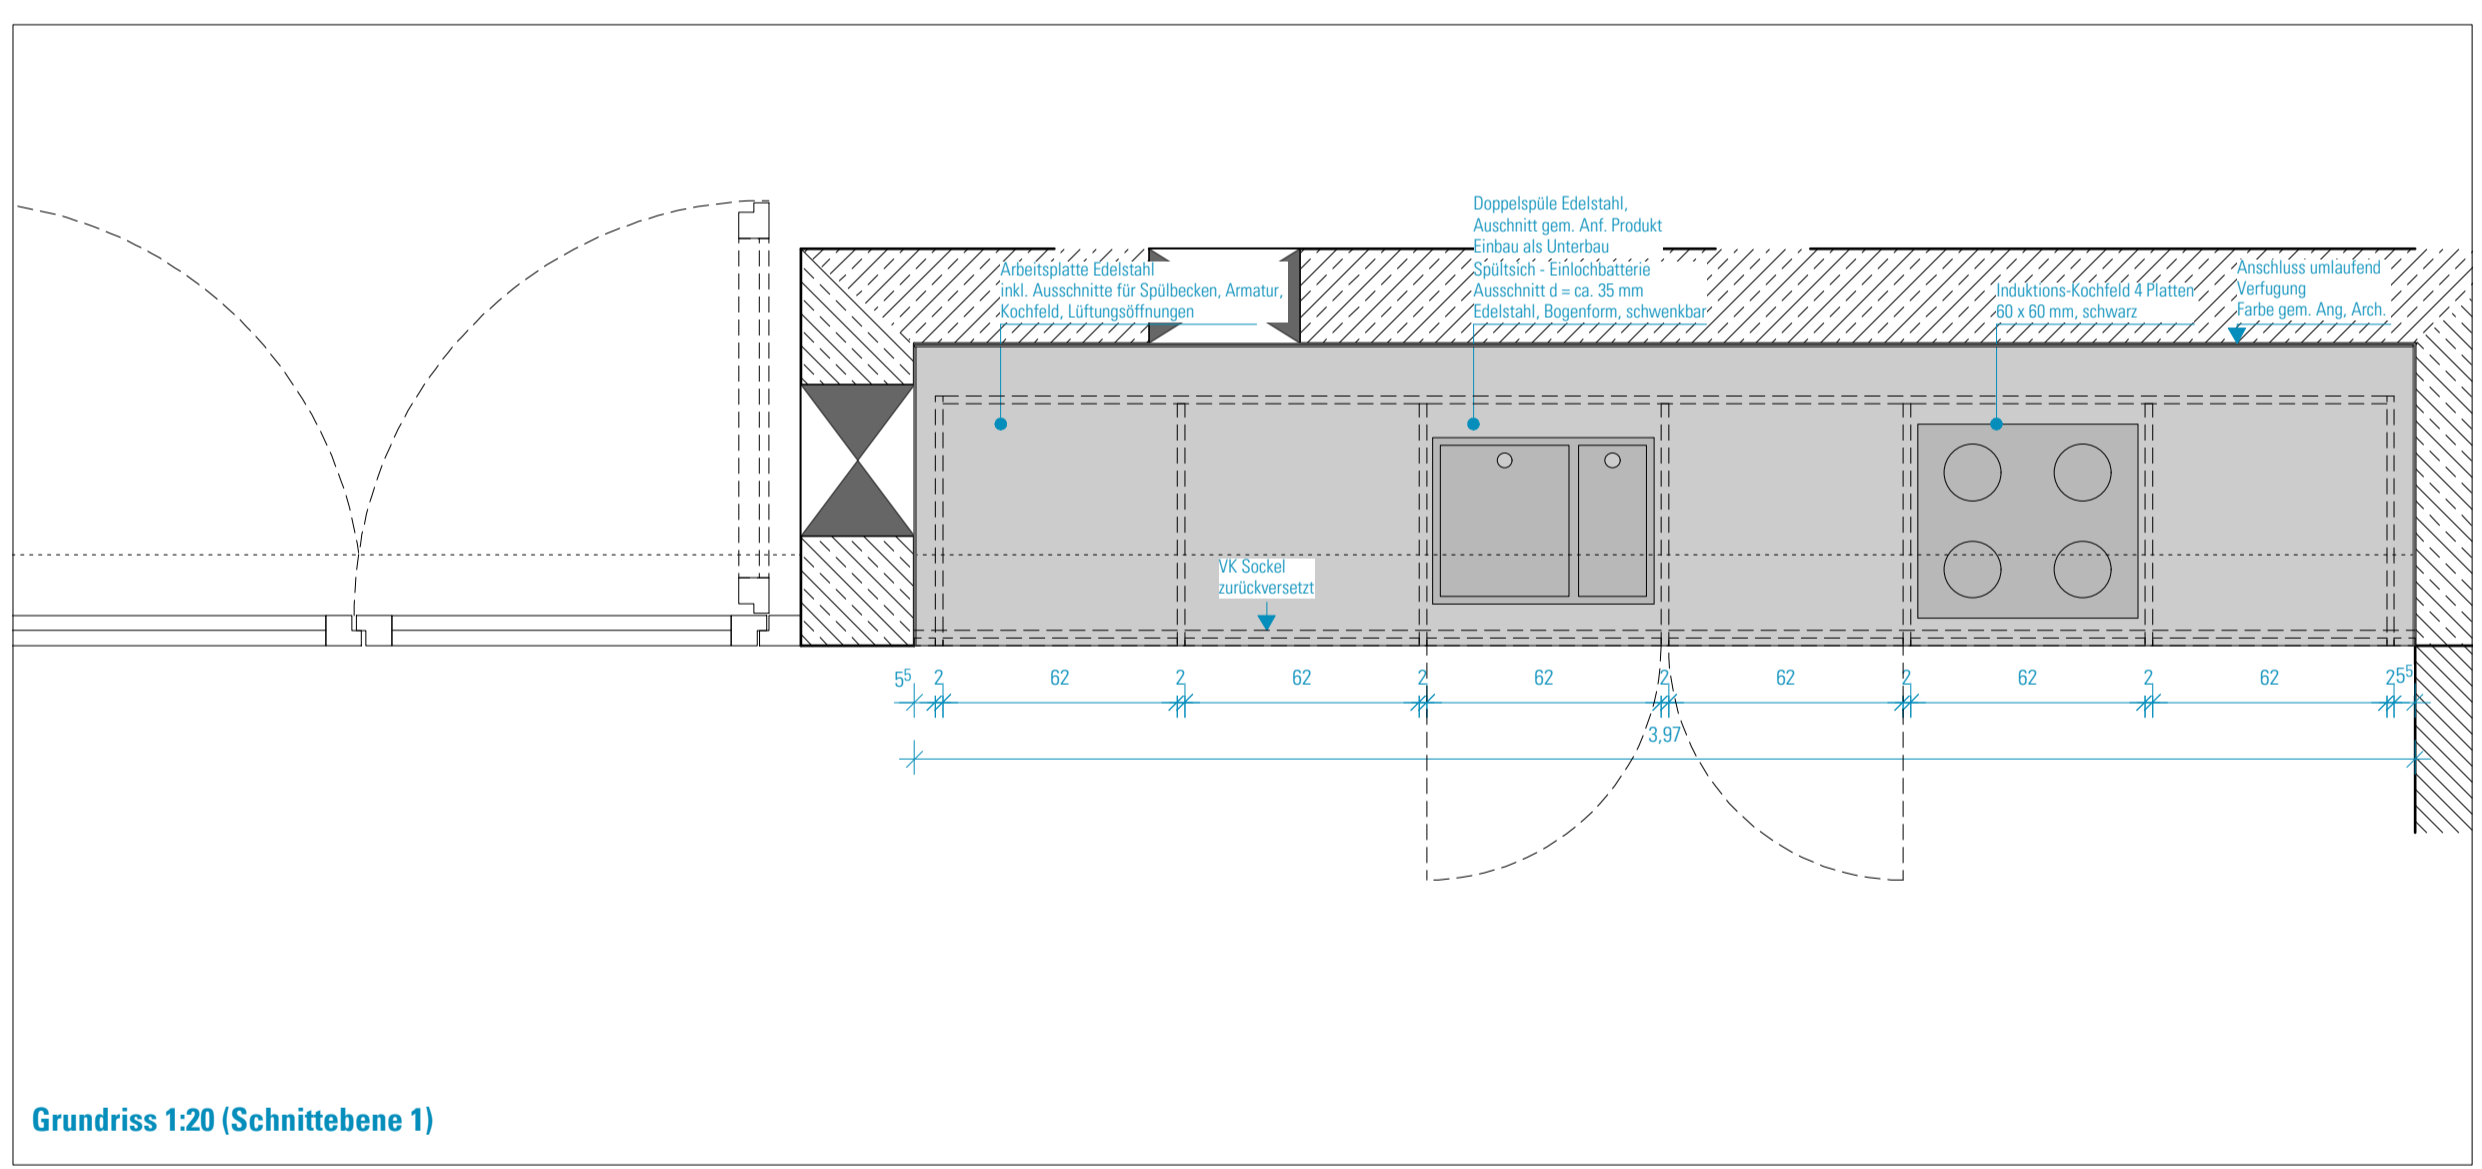 Doppelspüle Edelstahl,
Auschnitt gem. Anf. Produkt
Einbau als Unterbau
Spültsich - Einlochbatterie
Ausschnitt d = ca. 35 mm
Edelstahl, Bogenform, schwenkbar
Arbeitsplatte Edelstahl
inkl. Ausschnitte für Spülbecken, Armatur,
Kochfeld, Lüftungsöffnungen
Induktions-Kochfeld 4 Platten
60 x 60 mm, schwarz
Anschluss umlaufend
Verfugung
Farbe gem. Ang, Arch.
VK Sockel
zurückversetzt
5⁵ 2 62 2 62 2 62 2 62 2 62 2 62 2 5⁵
3,97
Grundriss 1:20 (Schnittebene 1)